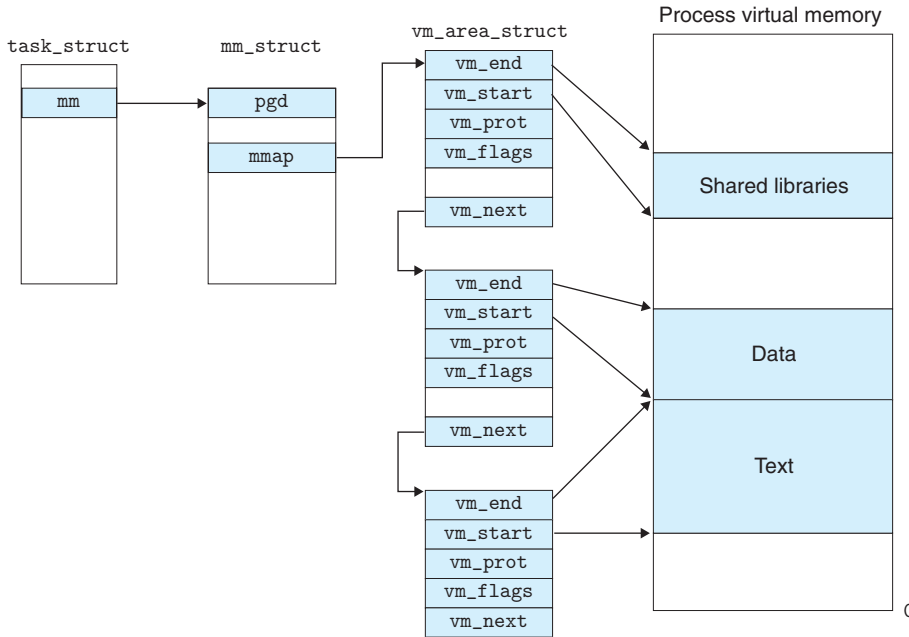 task_struct
mm
mm_struct
pgd
mmap
vm_area_struct
vm_end
vm_start
vm_prot
vm_flags
vm_next
vm_end
vm_start
vm_prot
vm_flags
vm_next
vm_end
vm_start
vm_prot
vm_flags
vm_next
Process virtual memory
Shared libraries
Data
Text
0